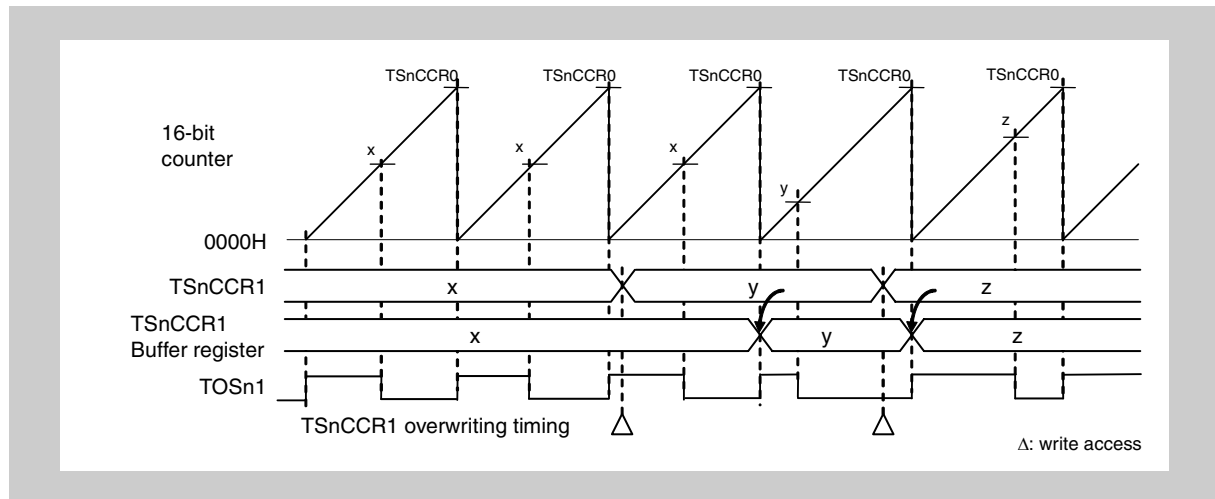 TSnCCR0 TSnCCR0 TSnCCR0 TSnCCR0 TSnCCR0
16-bit
counter
x x x y z
0000H
TSnCCR1 x y z
TSnCCR1
Buffer register x y z
TOSn1
TSnCCR1 overwriting timing
Δ: write access